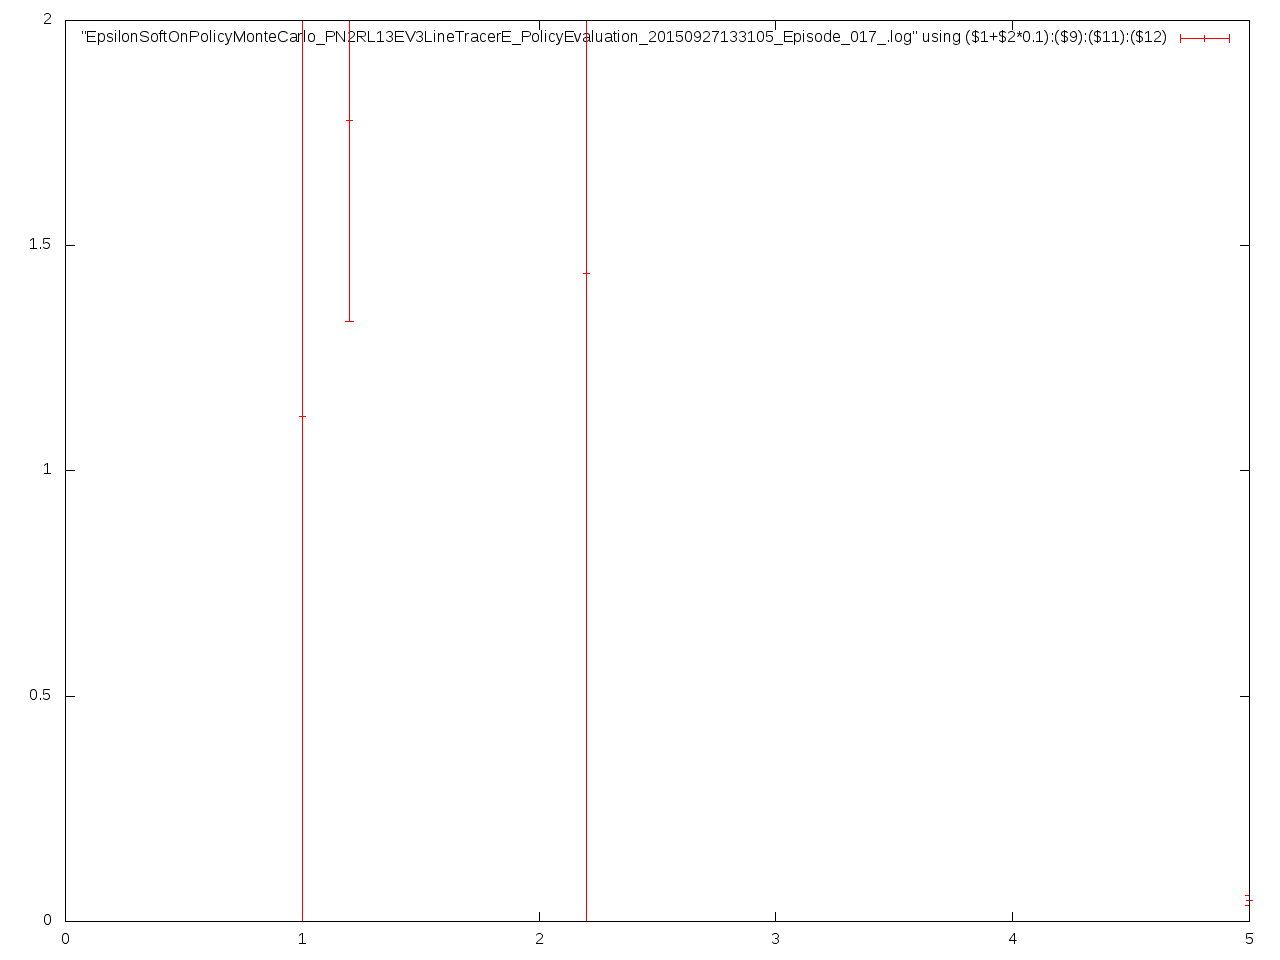 2
"EpsilonSoftOnPolicyMonteCarlo_PN2RL13EV3LineTracerE_PolicyEvaluation_20150927133105_Episode_017_.log" using ($1+$2*0.1):($9):($11):($12)
1.5
1
0.5
0
0 1 2 3 4 5